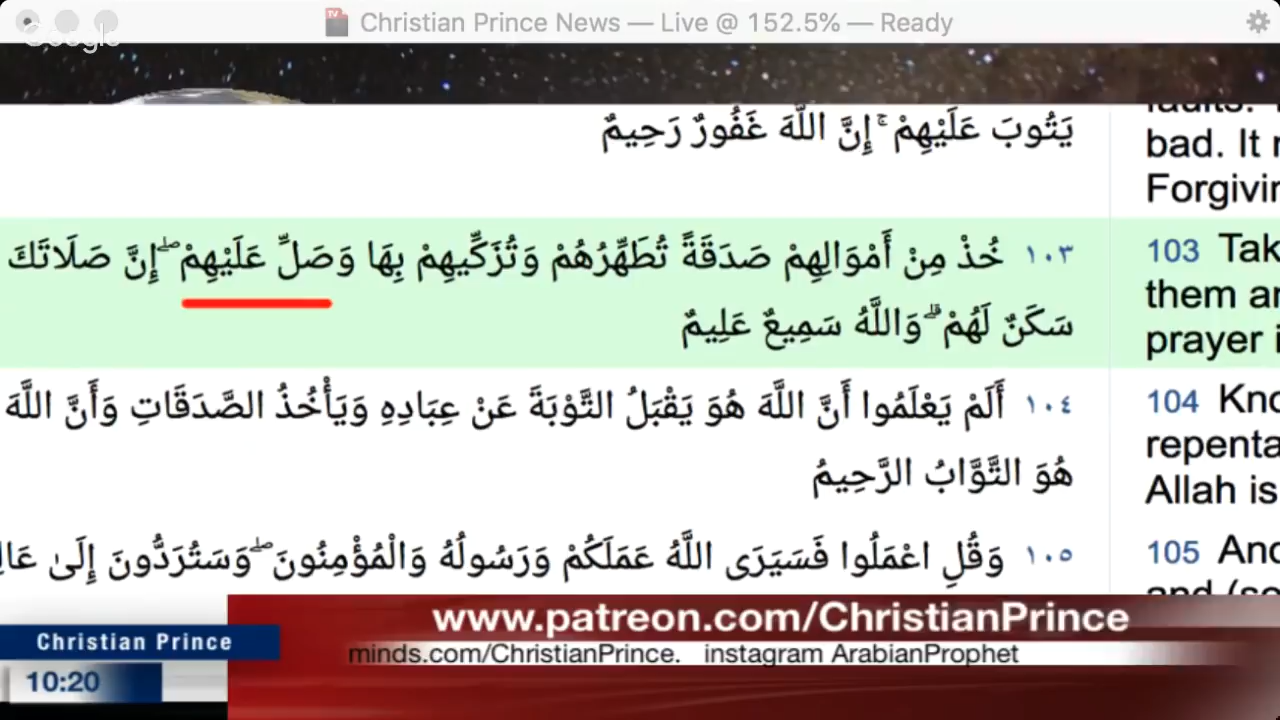 Christian Prince News — Live @ 152.5% — Ready
Google
يَتُوبَ عَلَيْهِمْ ۚ إِنَّ اللَّهَ غَفُورٌ رَحِيمٌ
bad. It
Forgivin
١٠٣ خُذْ مِنْ أَمْوَالِهِمْ صَدَقَةً تُطَهِّرُهُمْ وَتُزَكِّيهِمْ بِهَا وَصَلِّ عَلَيْهِمْ ۖ إِنَّ صَلَاتَكَ
سَكَنٌ لَهُمْ ۗ وَاللَّهُ سَمِيعٌ عَلِيمٌ
103 Tak
them an
prayer i
١٠٤ أَلَمْ يَعْلَمُوا أَنَّ اللَّهَ هُوَ يَقْبَلُ التَّوْبَةَ عَنْ عِبَادِهِ وَيَأْخُذُ الصَّدَقَاتِ وَأَنَّ اللَّهَ
هُوَ التَّوَّابُ الرَّحِيمُ
104 Kno
repenta
Allah is
١٠٥ وَقُلِ اعْمَلُوا فَسَيَرَى اللَّهُ عَمَلَكُمْ وَرَسُولُهُ وَالْمُؤْمِنُونَ ۖ وَسَتُرَدُّونَ إِلَىٰ
105 And
www.patreon.com/ChristianPrince
Christian Prince
minds.com/ChristianPrince. instagram ArabianProphet
10:20